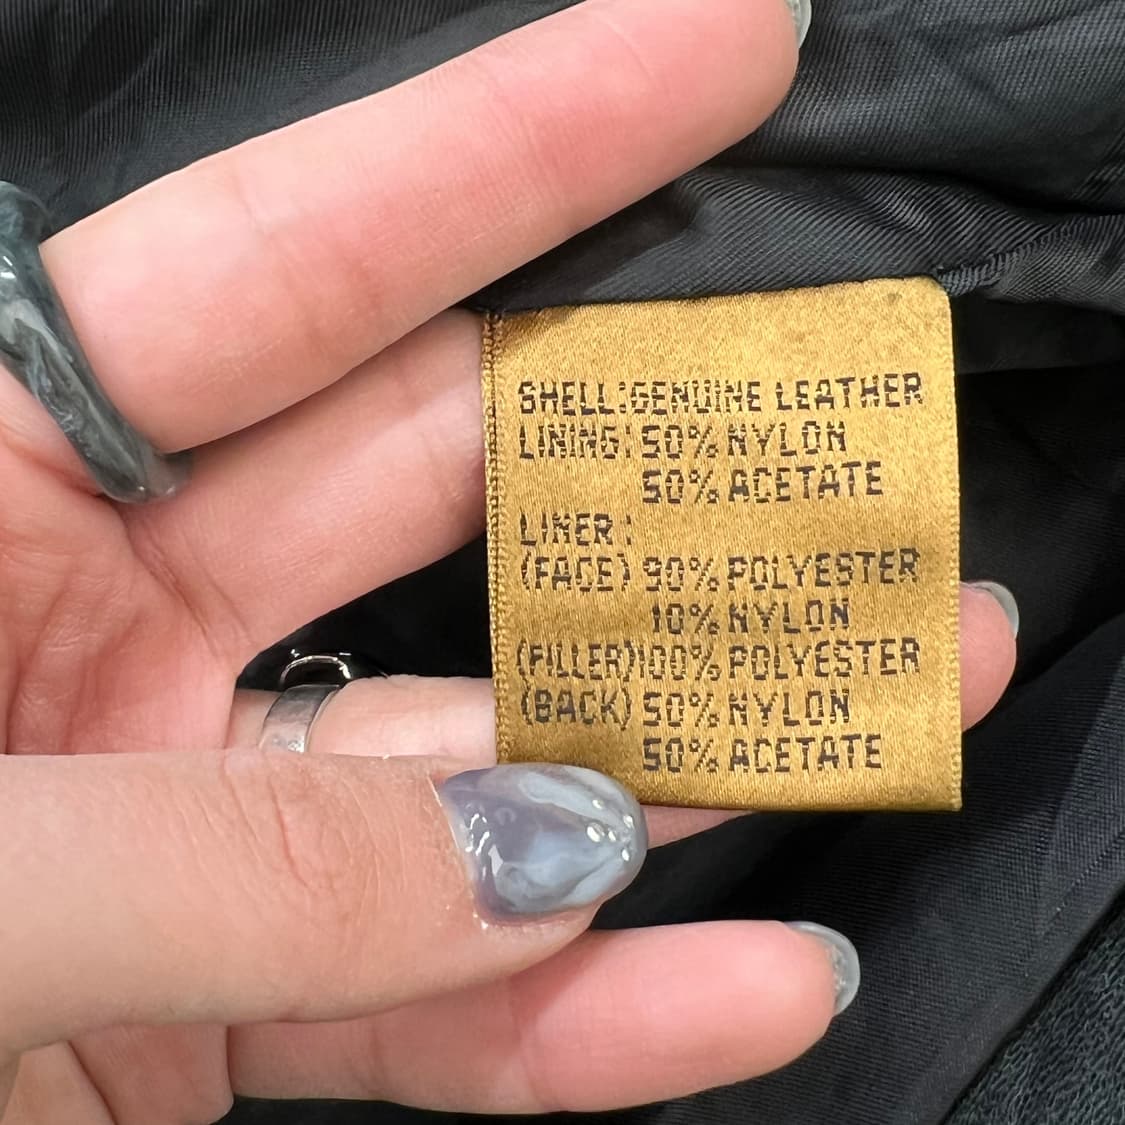 SHELL:GENUINE LEATHER
LINING: 50% NYLON
50% ACETATE
LINER :
(FACE) 90% POLYESTER
10% NYLON
(FILLER)100% POLYESTER
(BACK) 50% NYLON
50% ACETATE